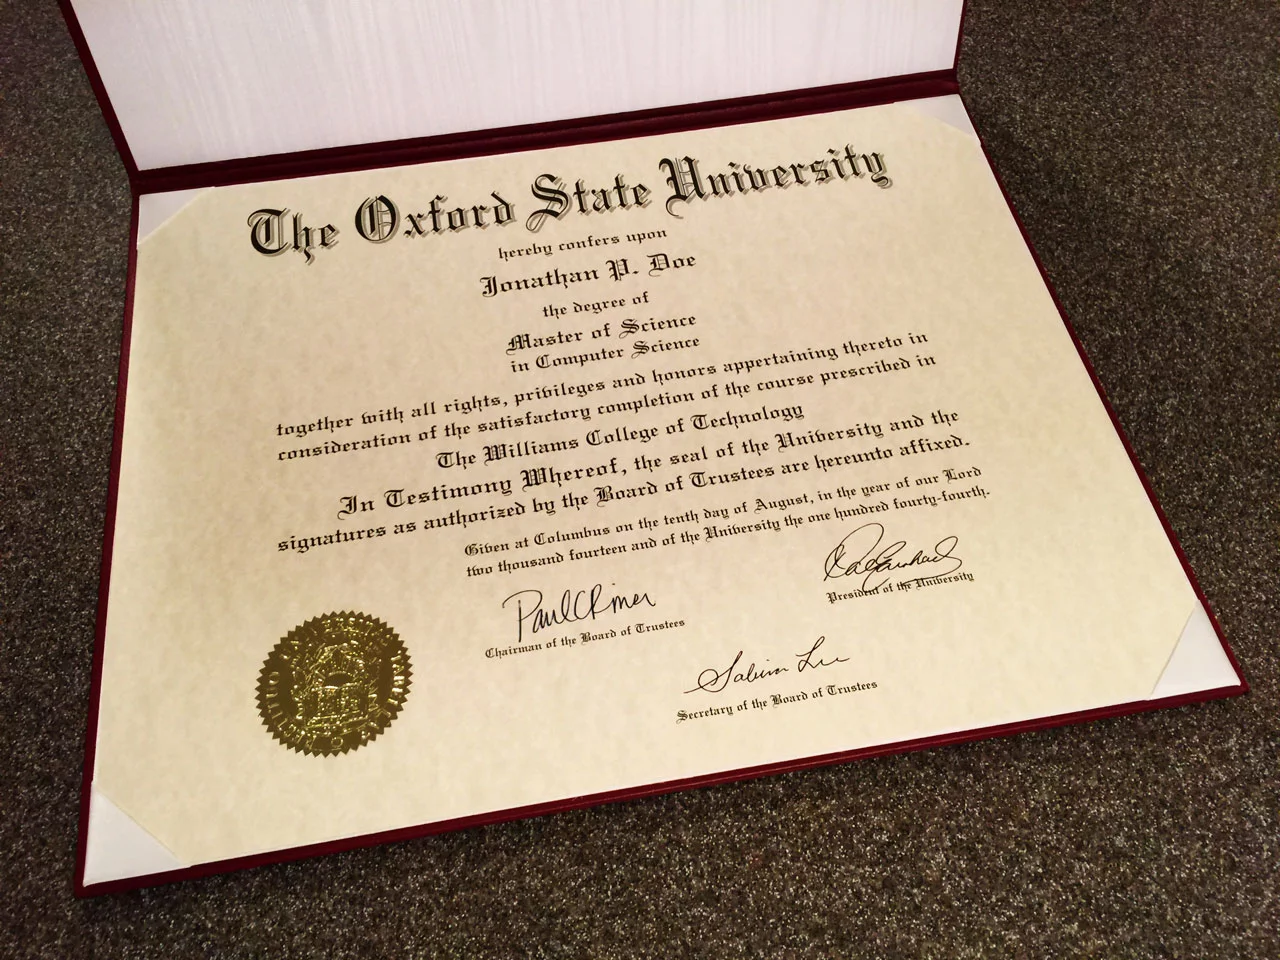 The Oxford State University
hereby confers upon
Jonathan P. Doe
the degree of
Master of Science
in Computer Science
together with all rights, privileges and honors appertaining thereto in
consideration of the satisfactory completion of the course prescribed in
The Williams College of Technology
In Testimony Whereof, the seal of the University and the
signatures as authorized by the Board of Trustees are hereunto affixed.
Given at Columbus on the tenth day of August, in the year of our Lord
two thousand fourteen and of the University the one hundred fourty-fourth.
President of the University
Chairman of the Board of Trustees
Secretary of the Board of Trustees